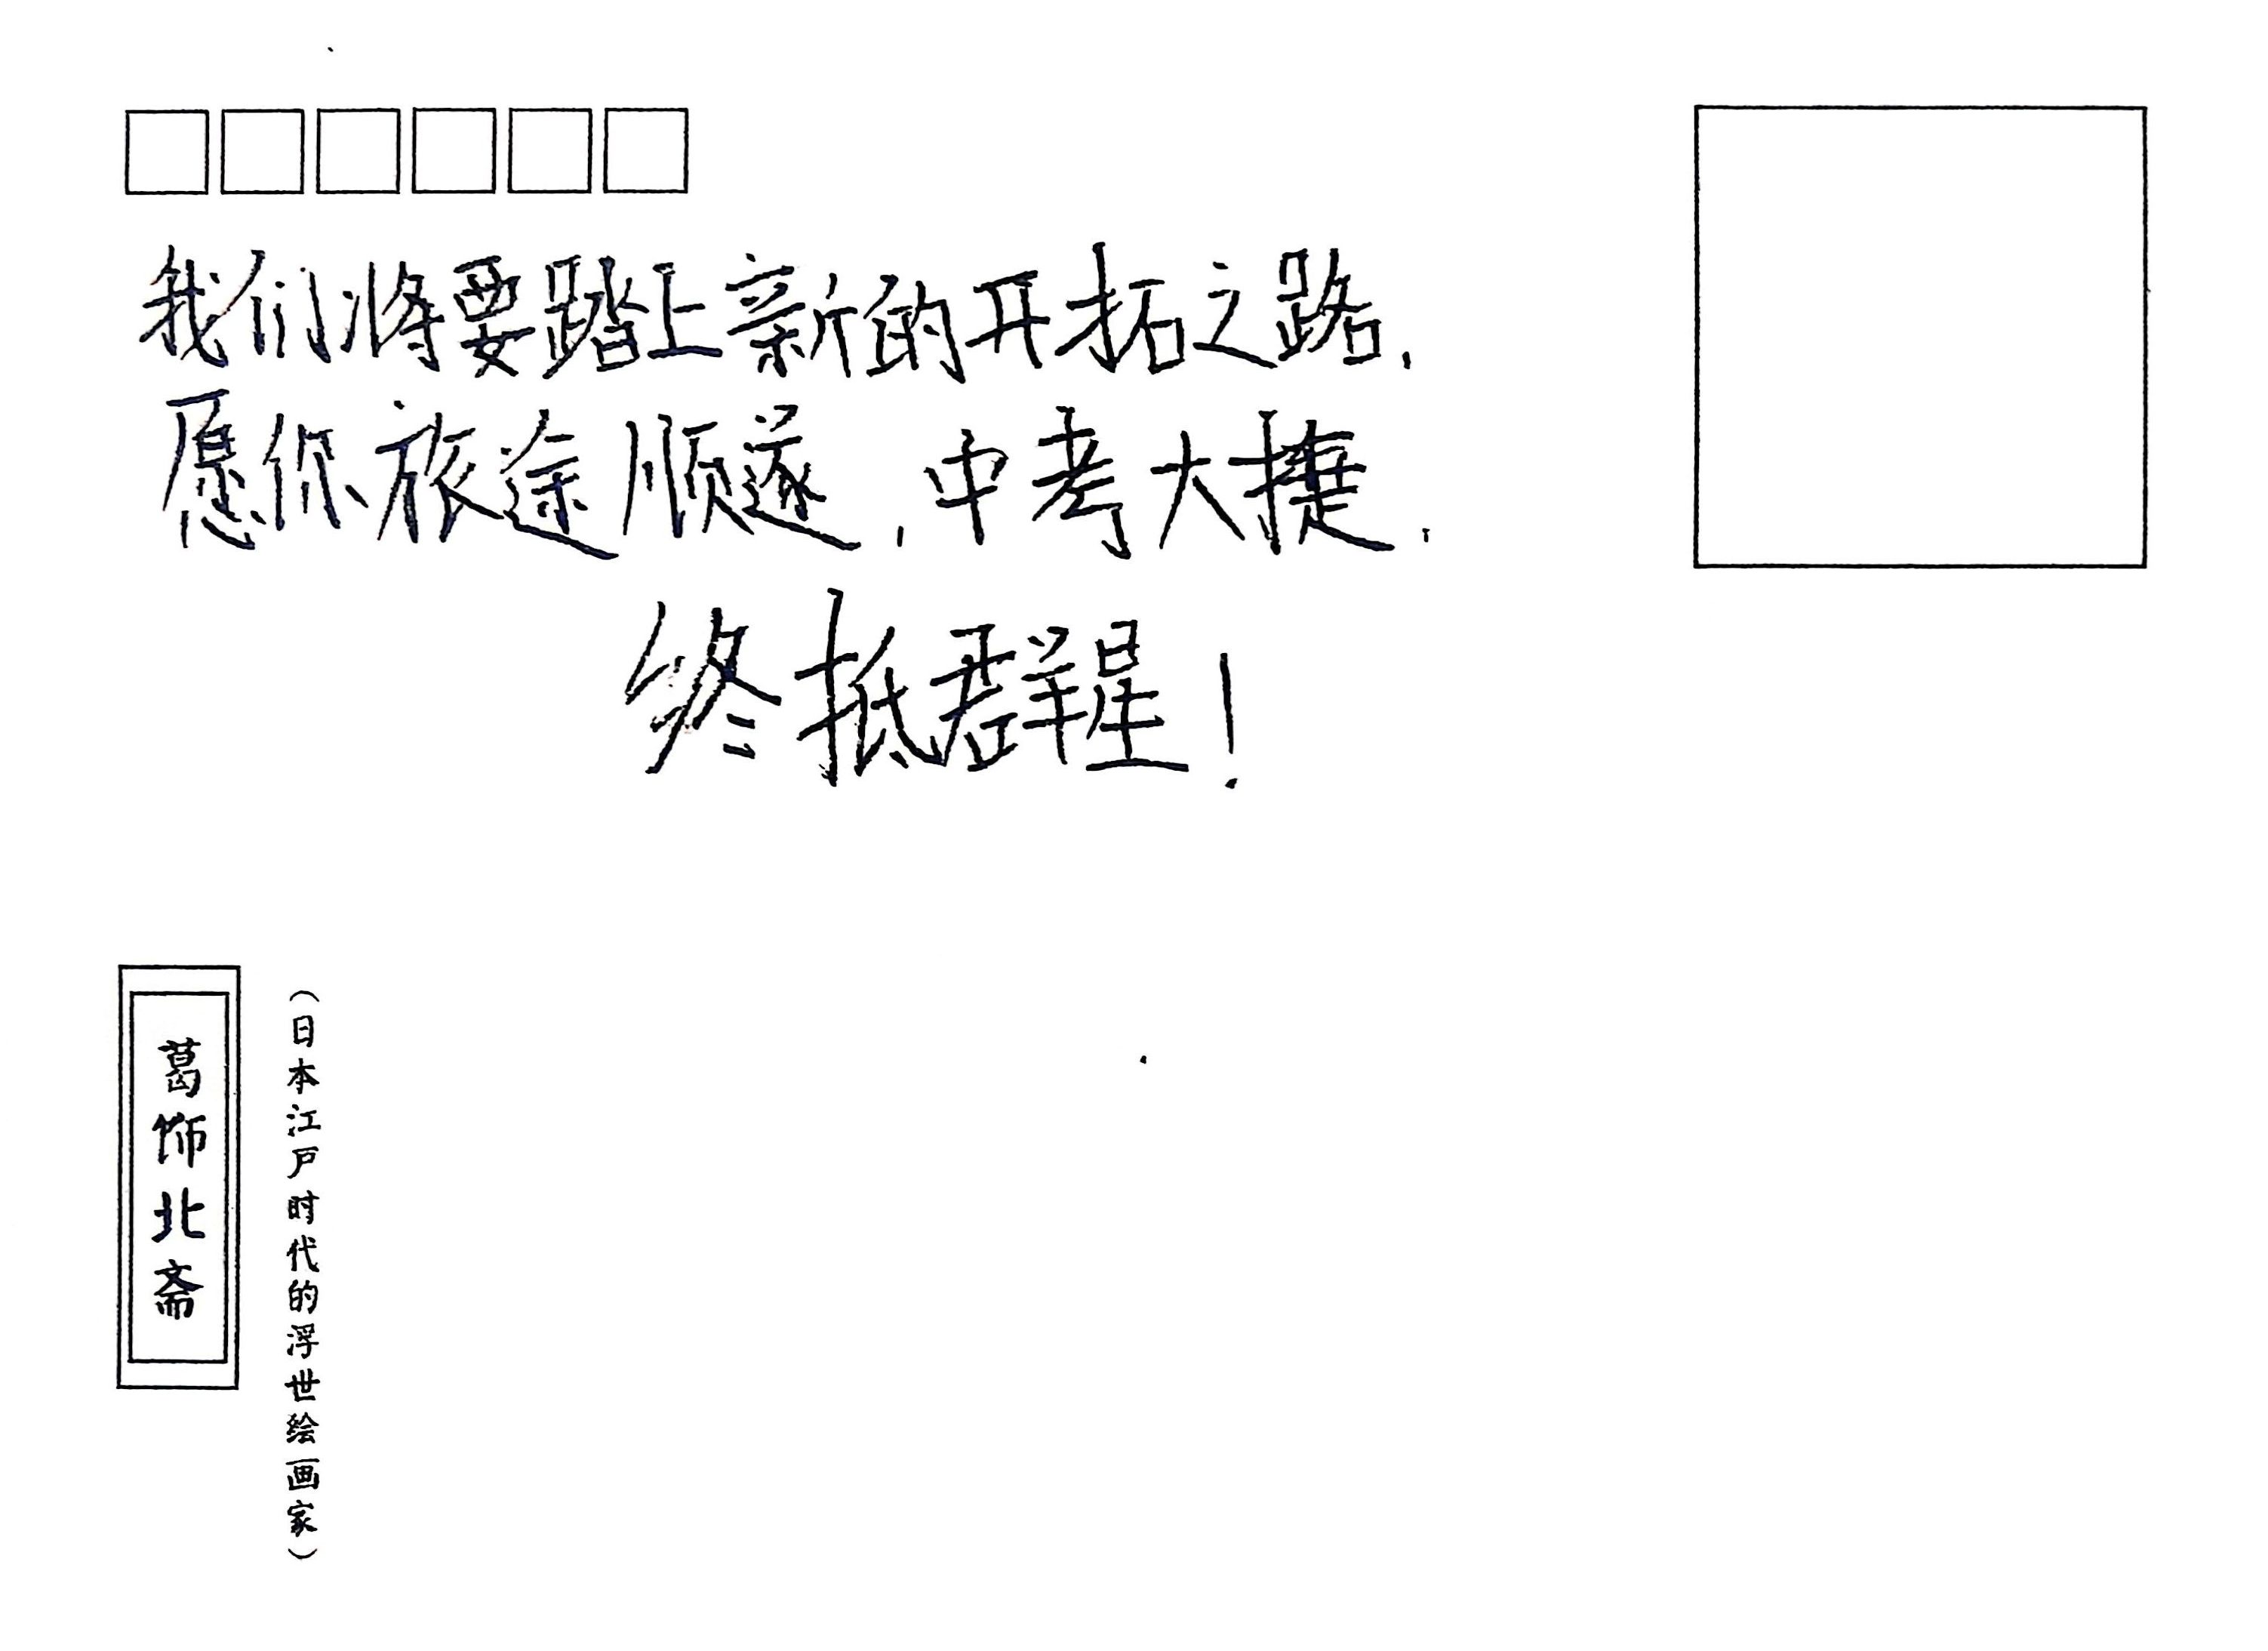 我们将要踏上新的开拓之路,
愿你旅途顺遂,中考大捷,
终抵群星!
葛饰北斋
(日本江户时代的浮世绘画家)